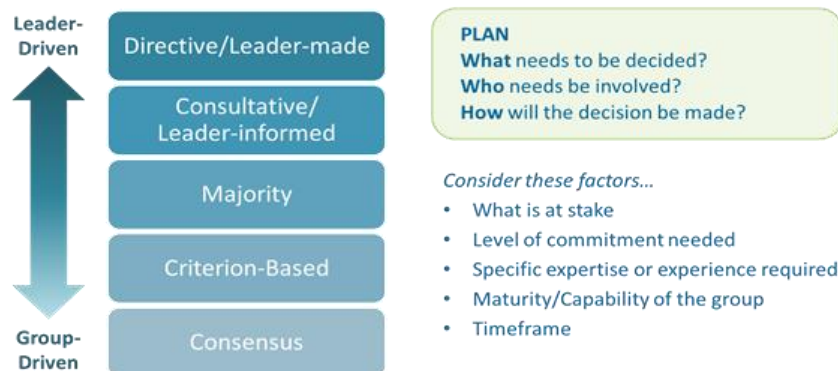 Leader-
Driven
Directive/Leader-made
Consultative/
Leader-informed
Majority
Criterion-Based
Consensus
Group-
Driven
PLAN
What needs to be decided?
Who needs be involved?
How will the decision be made?
Consider these factors...
• What is at stake
• Level of commitment needed
• Specific expertise or experience required
• Maturity/Capability of the group
• Timeframe